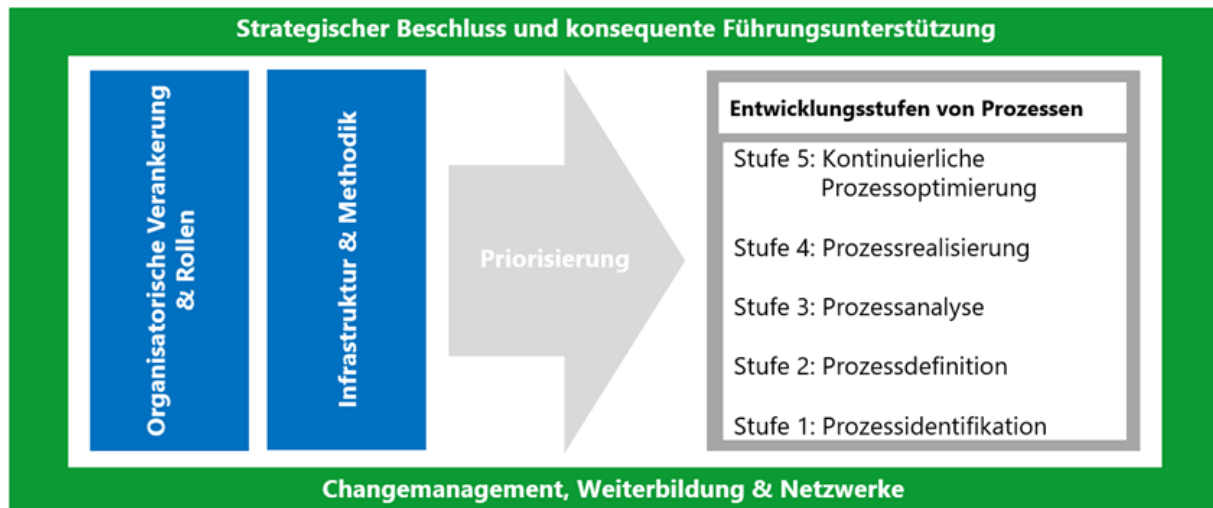 Strategischer Beschluss und konsequente Führungsunterstützung
Organisatorische Verankerung
& Rollen
Infrastruktur & Methodik
Priorisierung
Entwicklungsstufen von Prozessen
Stufe 5: Kontinuierliche
Prozessoptimierung
Stufe 4: Prozessrealisierung
Stufe 3: Prozessanalyse
Stufe 2: Prozessdefinition
Stufe 1: Prozessidentifikation
Changemanagement, Weiterbildung & Netzwerke